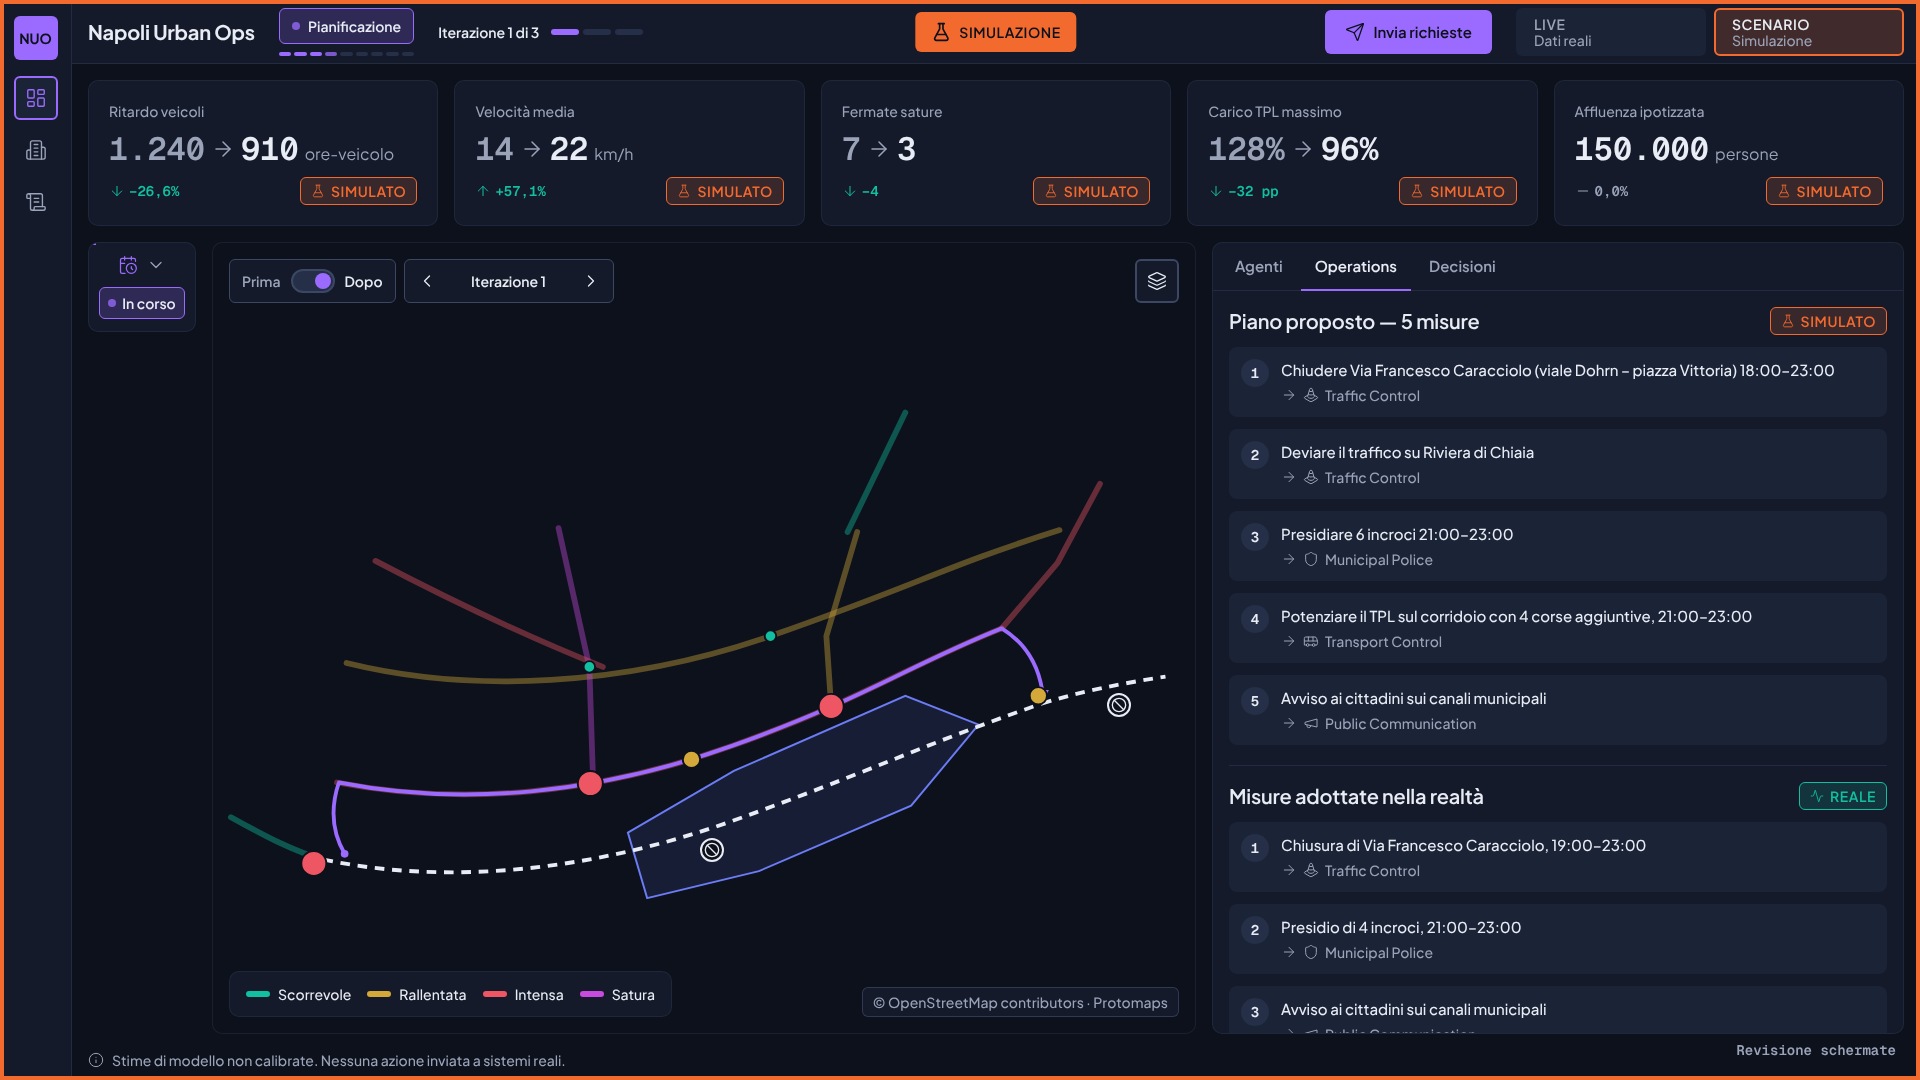 NUO
Napoli Urban Ops
Pianificazione
Iterazione 1 di 3
SIMULAZIONE
Invia richieste
LIVE
Dati reali
SCENARIO
Simulazione
Ritardo veicoli
1.240 → 910 ore-veicolo
↓ -26,6%
SIMULATO
Velocità media
14 → 22 km/h
↑ +57,1%
SIMULATO
Fermate sature
7 → 3
↓ -4
SIMULATO
Carico TPL massimo
128% → 96%
↓ -32 pp
SIMULATO
Affluenza ipotizzata
150.000 persone
— 0,0%
SIMULATO
In corso
Prima
Dopo
Iterazione 1
Scorrevole
Rallentata
Intensa
Satura
© OpenStreetMap contributors · Protomaps
Agenti
Operations
Decisioni
Piano proposto — 5 misure
SIMULATO
1 Chiudere Via Francesco Caracciolo (viale Dohrn – piazza Vittoria) 18:00–23:00
→ Traffic Control
2 Deviare il traffico su Riviera di Chiaia
→ Traffic Control
3 Presidiare 6 incroci 21:00–23:00
→ Municipal Police
4 Potenziare il TPL sul corridoio con 4 corse aggiuntive, 21:00–23:00
→ Transport Control
5 Avviso ai cittadini sui canali municipali
→ Public Communication
Misure adottate nella realtà
REALE
1 Chiusura di Via Francesco Caracciolo, 19:00–23:00
→ Traffic Control
2 Presidio di 4 incroci, 21:00–23:00
→ Municipal Police
3 Avviso ai cittadini sui canali municipali
→ Public Communication
Stime di modello non calibrate. Nessuna azione inviata a sistemi reali.
Revisione schermate